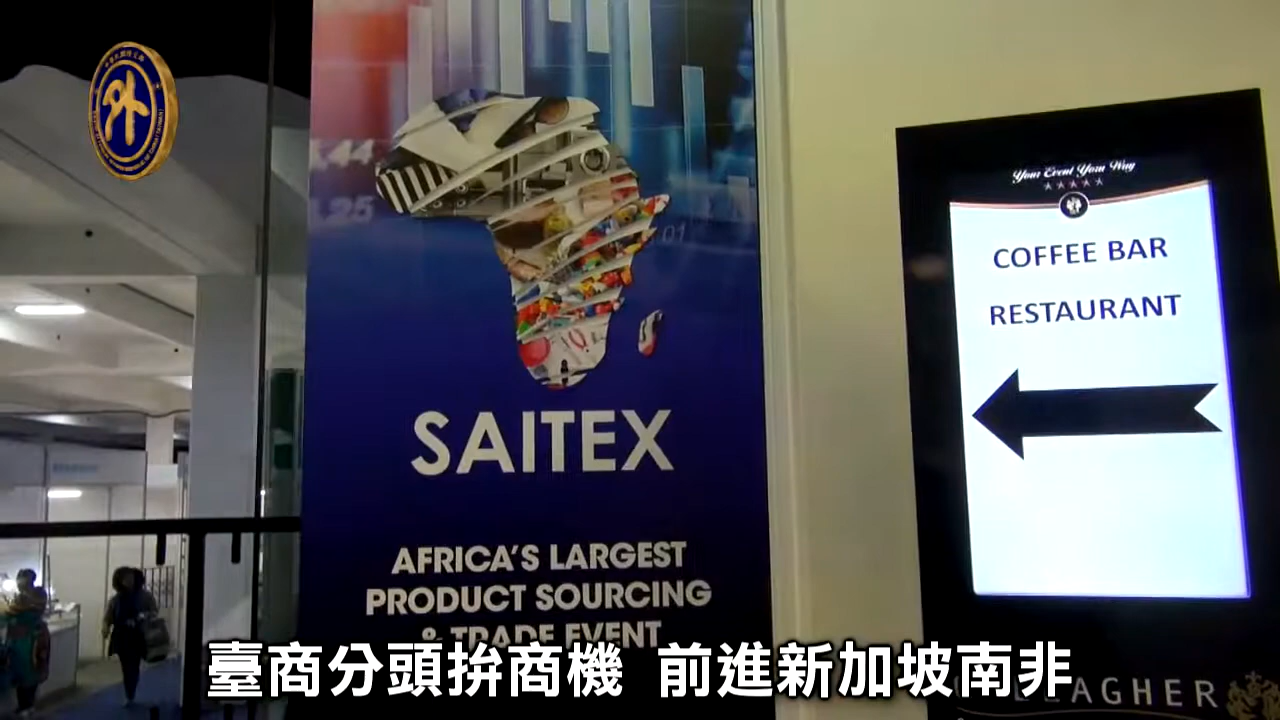 外
SAITEX
AFRICA'S LARGEST
PRODUCT SOURCING
& TRADE EVENT
Your Event Your Way
COFFEE BAR
RESTAURANT
臺商分頭拚商機 前進新加坡南非